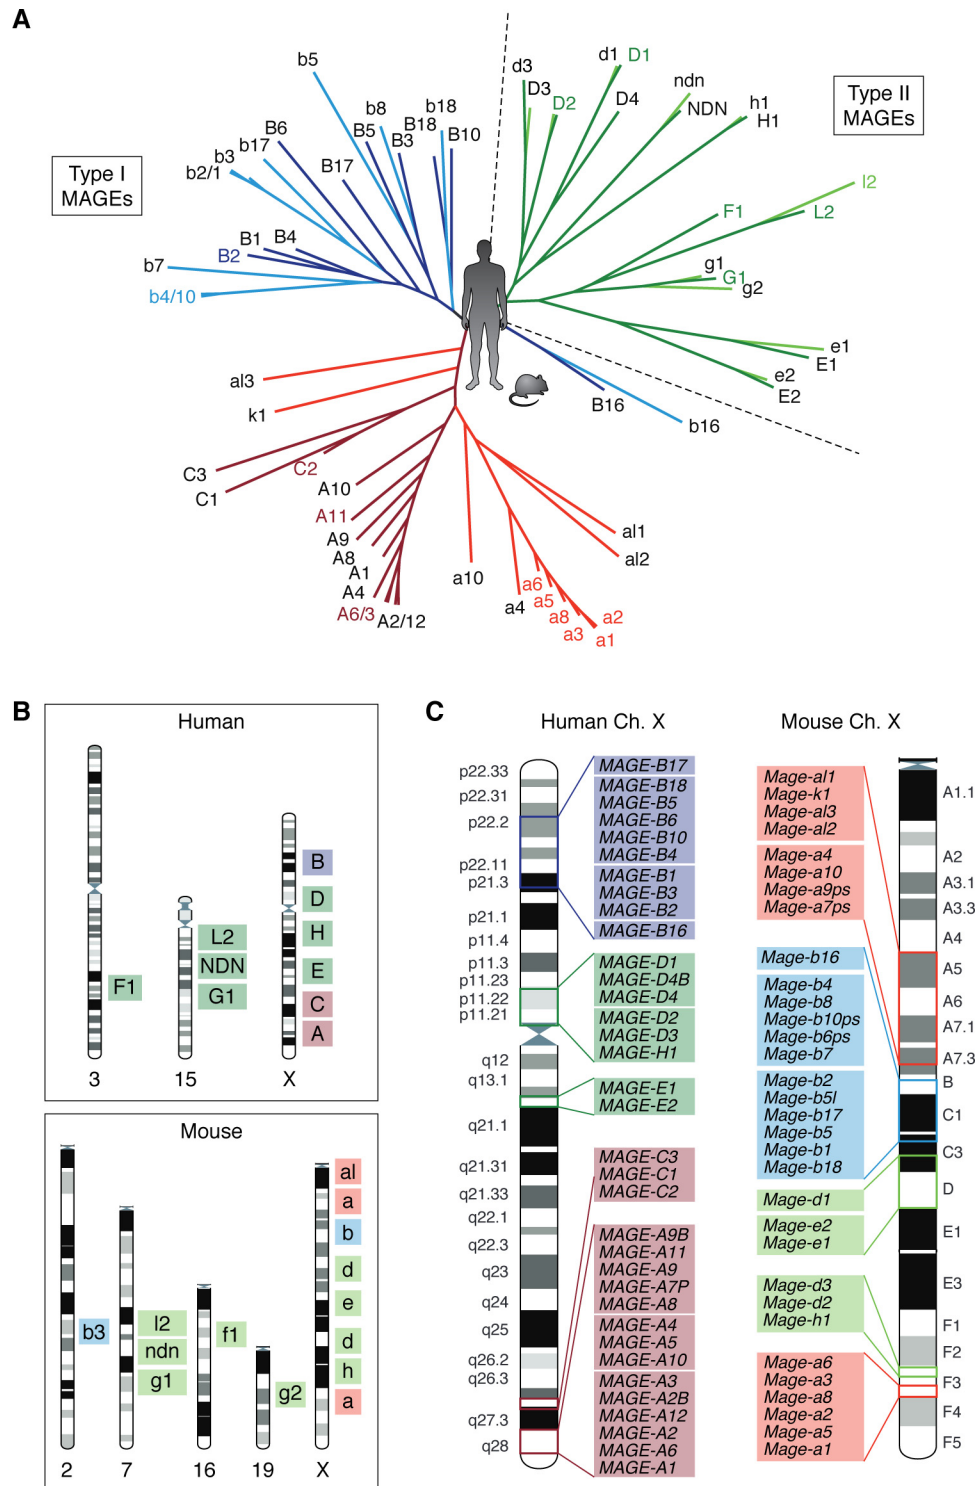 A
b5
d3
d1
D1
D3
D2
D4
ndn
NDN
h1
H1
Type II
MAGEs
b8
b18
B18
B5
B3
B10
B6
b17
B17
b3
b2/1
Type I
MAGEs
l2
L2
F1
B1
B4
B2
b7
b4/10
g1
G1
g2
e1
E1
e2
E2
al3
k1
B16
b16
C3
C2
C1
A10
A11
A9
A8
A1
A4
A6/3
A2/12
a10
al1
al2
a6
a4
a5
a8
a3
a2
a1
B
Human
B
D
L2
H
NDN
E
F1
G1
C
A
3
15
X
Mouse
al
a
b
d
e
b3
l2
f1
d
ndn
h
g1
g2
a
2
7
16
19
X
C
Human Ch. X
p22.33
p22.31
p22.2
p22.11
p21.3
p21.1
p11.4
p11.3
p11.23
p11.22
p11.21
q12
q13.1
q21.1
q21.31
q21.33
q22.1
q22.3
q23
q24
q25
q26.2
q26.3
q27.3
q28
MAGE-B17
MAGE-B18
MAGE-B5
MAGE-B6
MAGE-B10
MAGE-B4
MAGE-B1
MAGE-B3
MAGE-B2
MAGE-B16
MAGE-D1
MAGE-D4B
MAGE-D4
MAGE-D2
MAGE-D3
MAGE-H1
MAGE-E1
MAGE-E2
MAGE-C3
MAGE-C1
MAGE-C2
MAGE-A9B
MAGE-A11
MAGE-A9
MAGE-A7P
MAGE-A8
MAGE-A4
MAGE-A5
MAGE-A10
MAGE-A3
MAGE-A2B
MAGE-A12
MAGE-A2
MAGE-A6
MAGE-A1
Mouse Ch. X
Mage-al1
Mage-k1
Mage-al3
Mage-al2
Mage-a4
Mage-a10
Mage-a9ps
Mage-a7ps
Mage-b16
Mage-b4
Mage-b8
Mage-b10ps
Mage-b6ps
Mage-b7
Mage-b2
Mage-b5l
Mage-b17
Mage-b5
Mage-b1
Mage-b18
Mage-d1
Mage-e2
Mage-e1
Mage-d3
Mage-d2
Mage-h1
Mage-a6
Mage-a3
Mage-a8
Mage-a2
Mage-a5
Mage-a1
A1.1
A2
A3.1
A3.3
A4
A5
A6
A7.1
A7.3
B
C1
C3
D
E1
E3
F1
F2
F3
F4
F5